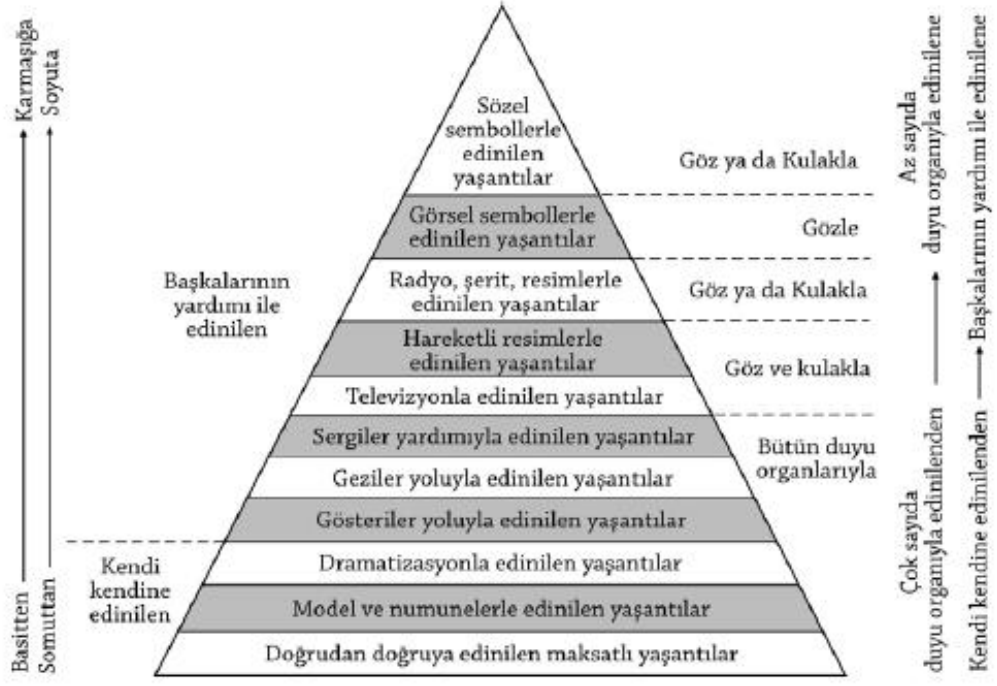 Karmaşığa
Soyuta
Basitten
Somuttan
Başkalarının
yardımı ile
edinilen
Kendi
kendine
edinilen
Sözel
sembollerle
edinilen
yaşantılar
Görsel sembollerle
edinilen yaşantılar
Radyo, şerit, resimlerle
edinilen yaşantılar
Hareketli resimlerle
edinilen yaşantılar
Televizyonla edinilen yaşantılar
Sergiler yardımıyla edinilen yaşantılar
Geziler yoluyla edinilen yaşantılar
Gösteriler yoluyla edinilen yaşantılar
Dramatizasyonla edinilen yaşantılar
Model ve numunelerle edinilen yaşantılar
Doğrudan doğruya edinilen maksatlı yaşantılar
Göz ya da Kulakla
Gözle
Göz ya da Kulakla
Göz ve kulakla
Bütün duyu
organlarıyla
Az sayıda
duyu organıyla edinilene
Çok sayıda
duyu organıyla edinilenden
Başkalarının yardımı ile edinilene
Kendi kendine edinilenden